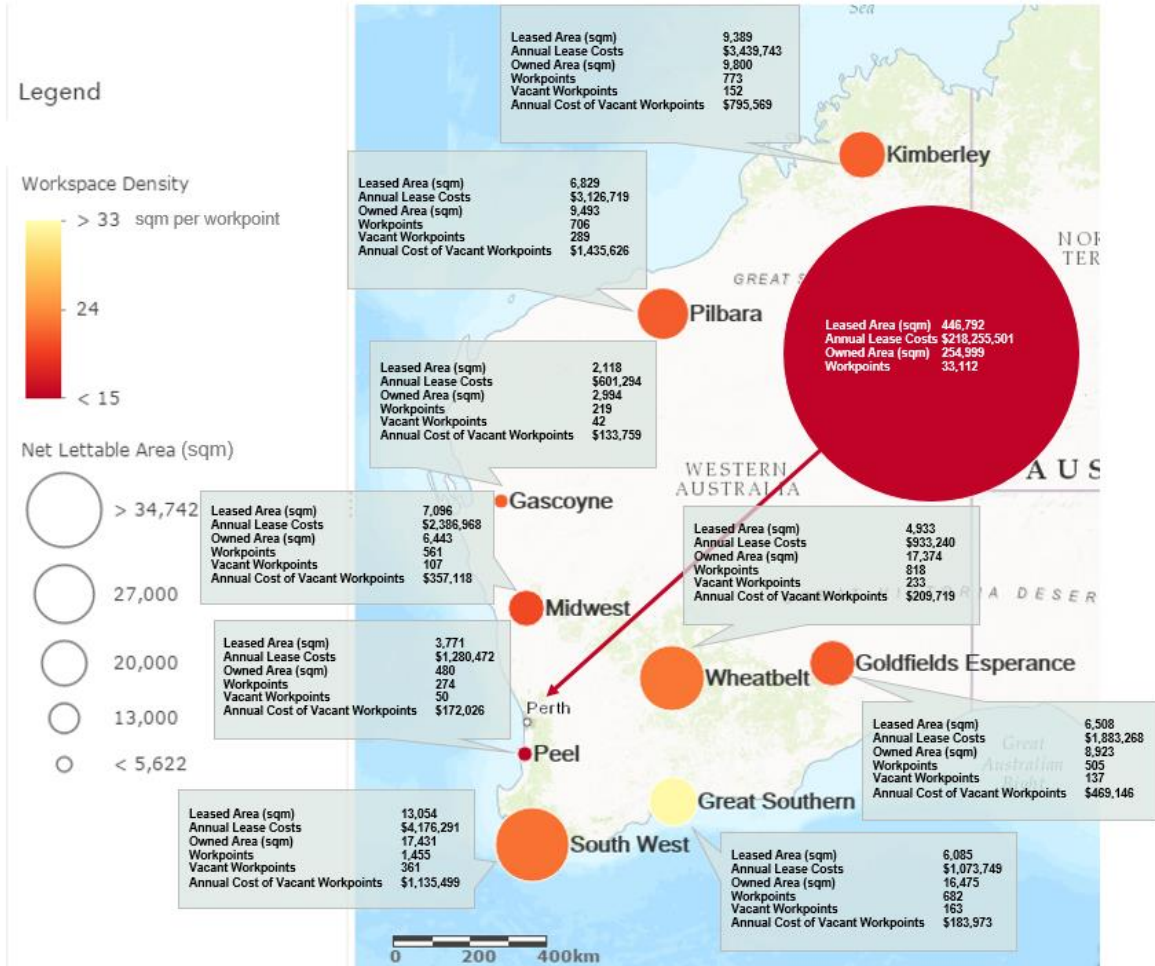 Legend
Workspace Density
> 33 sqm per workpoint
24
< 15
Net Lettable Area (sqm)
> 34,742
27,000
20,000
13,000
< 5,622
Sea
Leased Area (sqm) 9,389
Annual Lease Costs $3,439,743
Owned Area (sqm) 9,800
Workpoints 773
Vacant Workpoints 152
Annual Cost of Vacant Workpoints $795,569
Kimberley
Leased Area (sqm) 6,829
Annual Lease Costs $3,126,719
Owned Area (sqm) 9,493
Workpoints 706
Vacant Workpoints 289
Annual Cost of Vacant Workpoints $1,435,626
GREAT S
Pilbara
NOR
TER
Leased Area (sqm) 446,792
Annual Lease Costs $218,255,501
Owned Area (sqm) 254,999
Workpoints 33,112
Leased Area (sqm) 2,118
Annual Lease Costs $601,294
Owned Area (sqm) 2,994
Workpoints 219
Vacant Workpoints 42
Annual Cost of Vacant Workpoints $133,759
WESTERN
AUSTRALIA
AUS
Gascoyne
Leased Area (sqm) 7,096
Annual Lease Costs $2,386,968
Owned Area (sqm) 6,443
Workpoints 561
Vacant Workpoints 107
Annual Cost of Vacant Workpoints $357,118
Midwest
Leased Area (sqm) 4,933
Annual Lease Costs $933,240
Owned Area (sqm) 17,374
Workpoints 818
Vacant Workpoints 233
Annual Cost of Vacant Workpoints $209,719
RIA DESER
Leased Area (sqm) 3,771
Annual Lease Costs $1,280,472
Owned Area (sqm) 480
Workpoints 274
Vacant Workpoints 50
Annual Cost of Vacant Workpoints $172,026
Wheatbelt
Goldfields Esperance
Perth
Peel
Leased Area (sqm) 6,508
Annual Lease Costs $1,883,268
Owned Area (sqm) 8,923
Workpoints 505
Vacant Workpoints 137
Annual Cost of Vacant Workpoints $469,146
Great
Australian
Bight
Great Southern
Leased Area (sqm) 13,054
Annual Lease Costs $4,176,291
Owned Area (sqm) 17,431
Workpoints 1,455
Vacant Workpoints 361
Annual Cost of Vacant Workpoints $1,135,499
South West
Leased Area (sqm) 6,085
Annual Lease Costs $1,073,749
Owned Area (sqm) 16,475
Workpoints 682
Vacant Workpoints 163
Annual Cost of Vacant Workpoints $183,973
0 200 400km